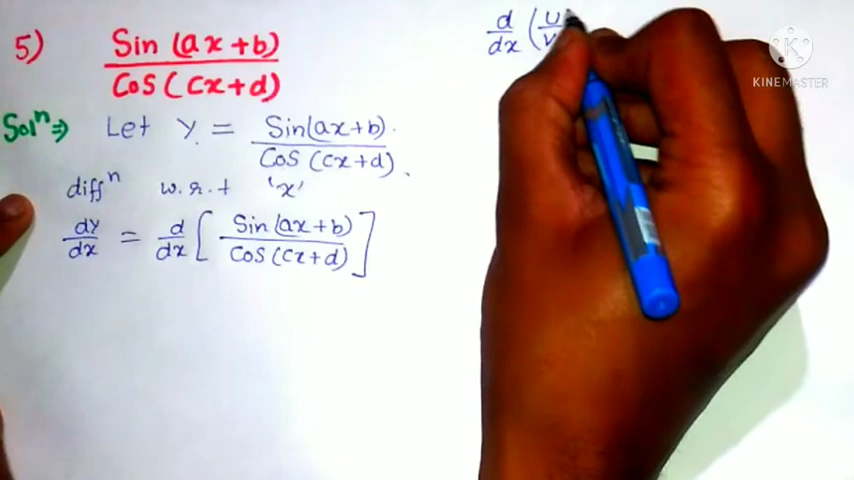 5) Sin (ax+b)
Cos (Cx+d)
Solⁿ⇒ Let Y = Sin(ax+b).
Cos (Cx+d).
diffⁿ w.r.t 'x'
dY/dx = d/dx [ Sin(ax+b)
Cos (Cx+d) ]
d/dx (U/V
KINEMASTER